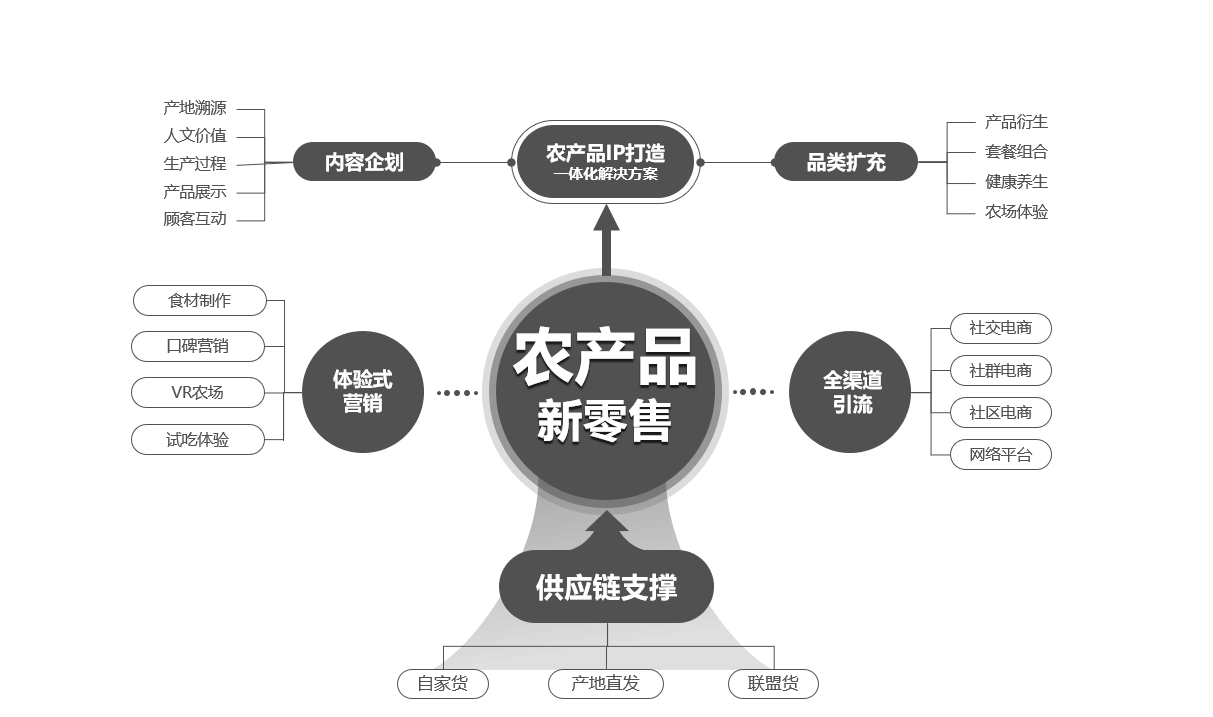 产地溯源
人文价值
生产过程
产品展示
顾客互动
内容企划
农产品IP打造
一体化解决方案
品类扩充
产品衍生
套餐组合
健康养生
农场体验
食材制作
口碑营销
VR农场
试吃体验
体验式
营销
农产品
新零售
全渠道
引流
社交电商
社群电商
社区电商
网络平台
供应链支撑
自家货
产地直发
联盟货